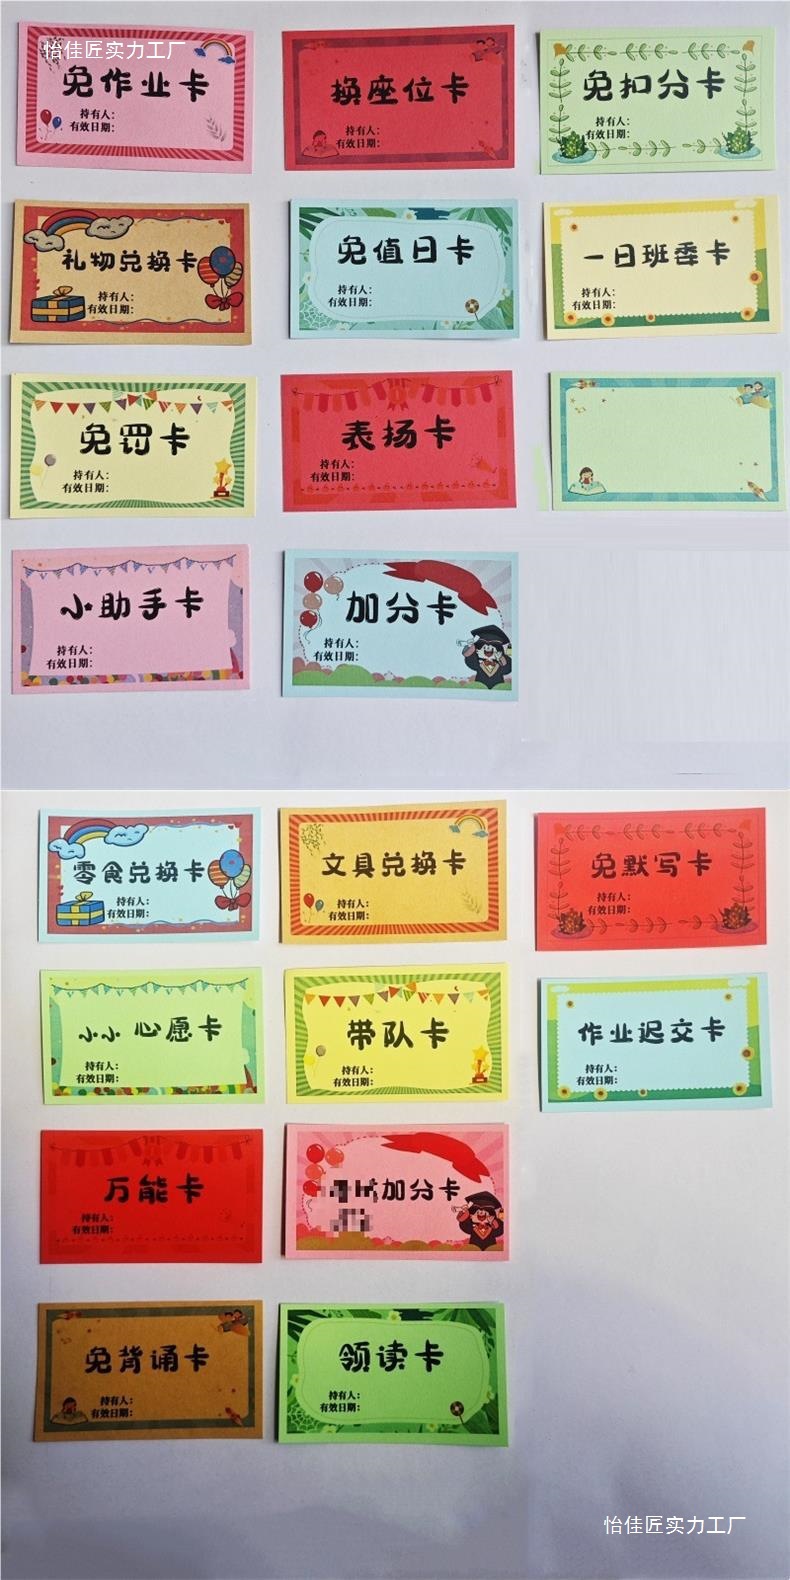 怡佳匠实力工厂
免作业卡
持有人:
有效日期:
换座位卡
持有人:
有效日期:
免扣分卡
持有人:
有效日期:
礼物兑换卡
持有人:
有效日期:
免值日卡
持有人:
有效日期:
一日班委卡
持有人:
有效日期:
免罚卡
持有人:
有效日期:
表扬卡
持有人:
有效日期:
小助手卡
持有人:
有效日期:
加分卡
持有人:
有效日期:
零食兑换卡
持有人:
有效日期:
文具兑换卡
持有人:
有效日期:
免默写卡
持有人:
有效日期:
小小心愿卡
持有人:
有效日期:
带队卡
持有人:
有效日期:
作业迟交卡
持有人:
有效日期:
万能卡
持有人:
有效日期:
加分卡
免背诵卡
持有人:
有效日期:
领读卡
持有人:
有效日期:
怡佳匠实力工厂